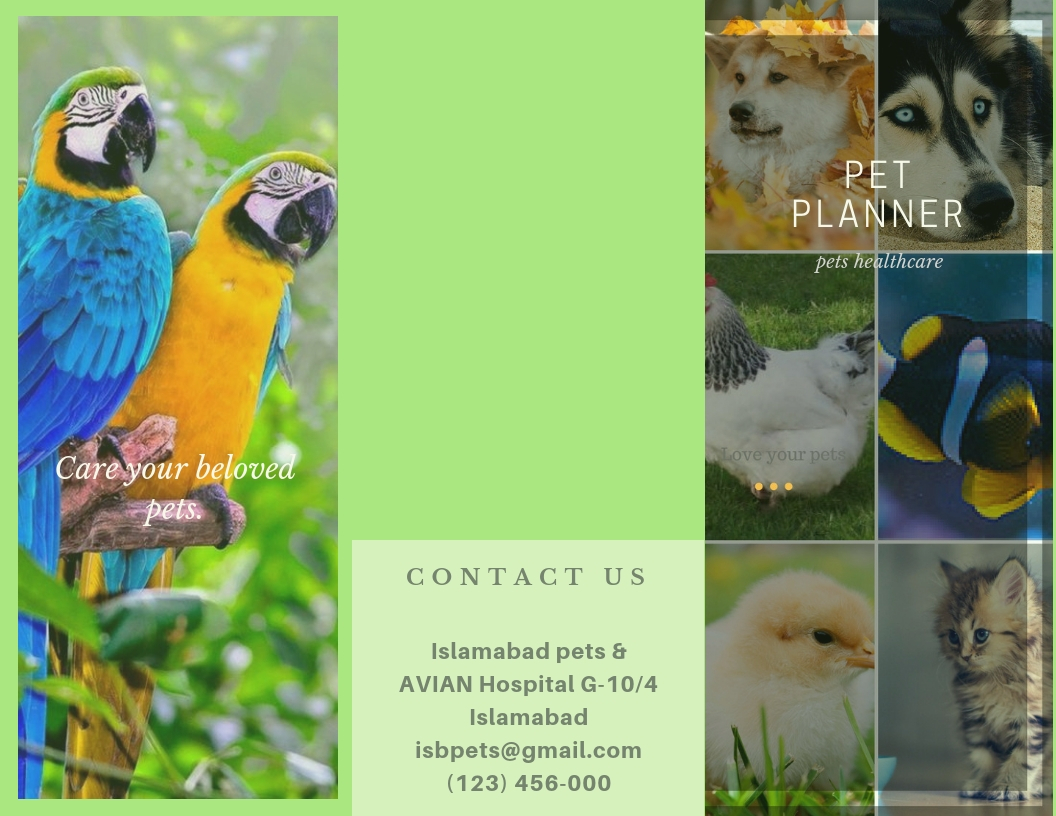 Care your beloved
pets.
CONTACT US
Islamabad pets &
AVIAN Hospital G-10/4
Islamabad
isbpets@gmail.com
(123) 456-000
PET
PLANNER
pets healthcare
Love your pets